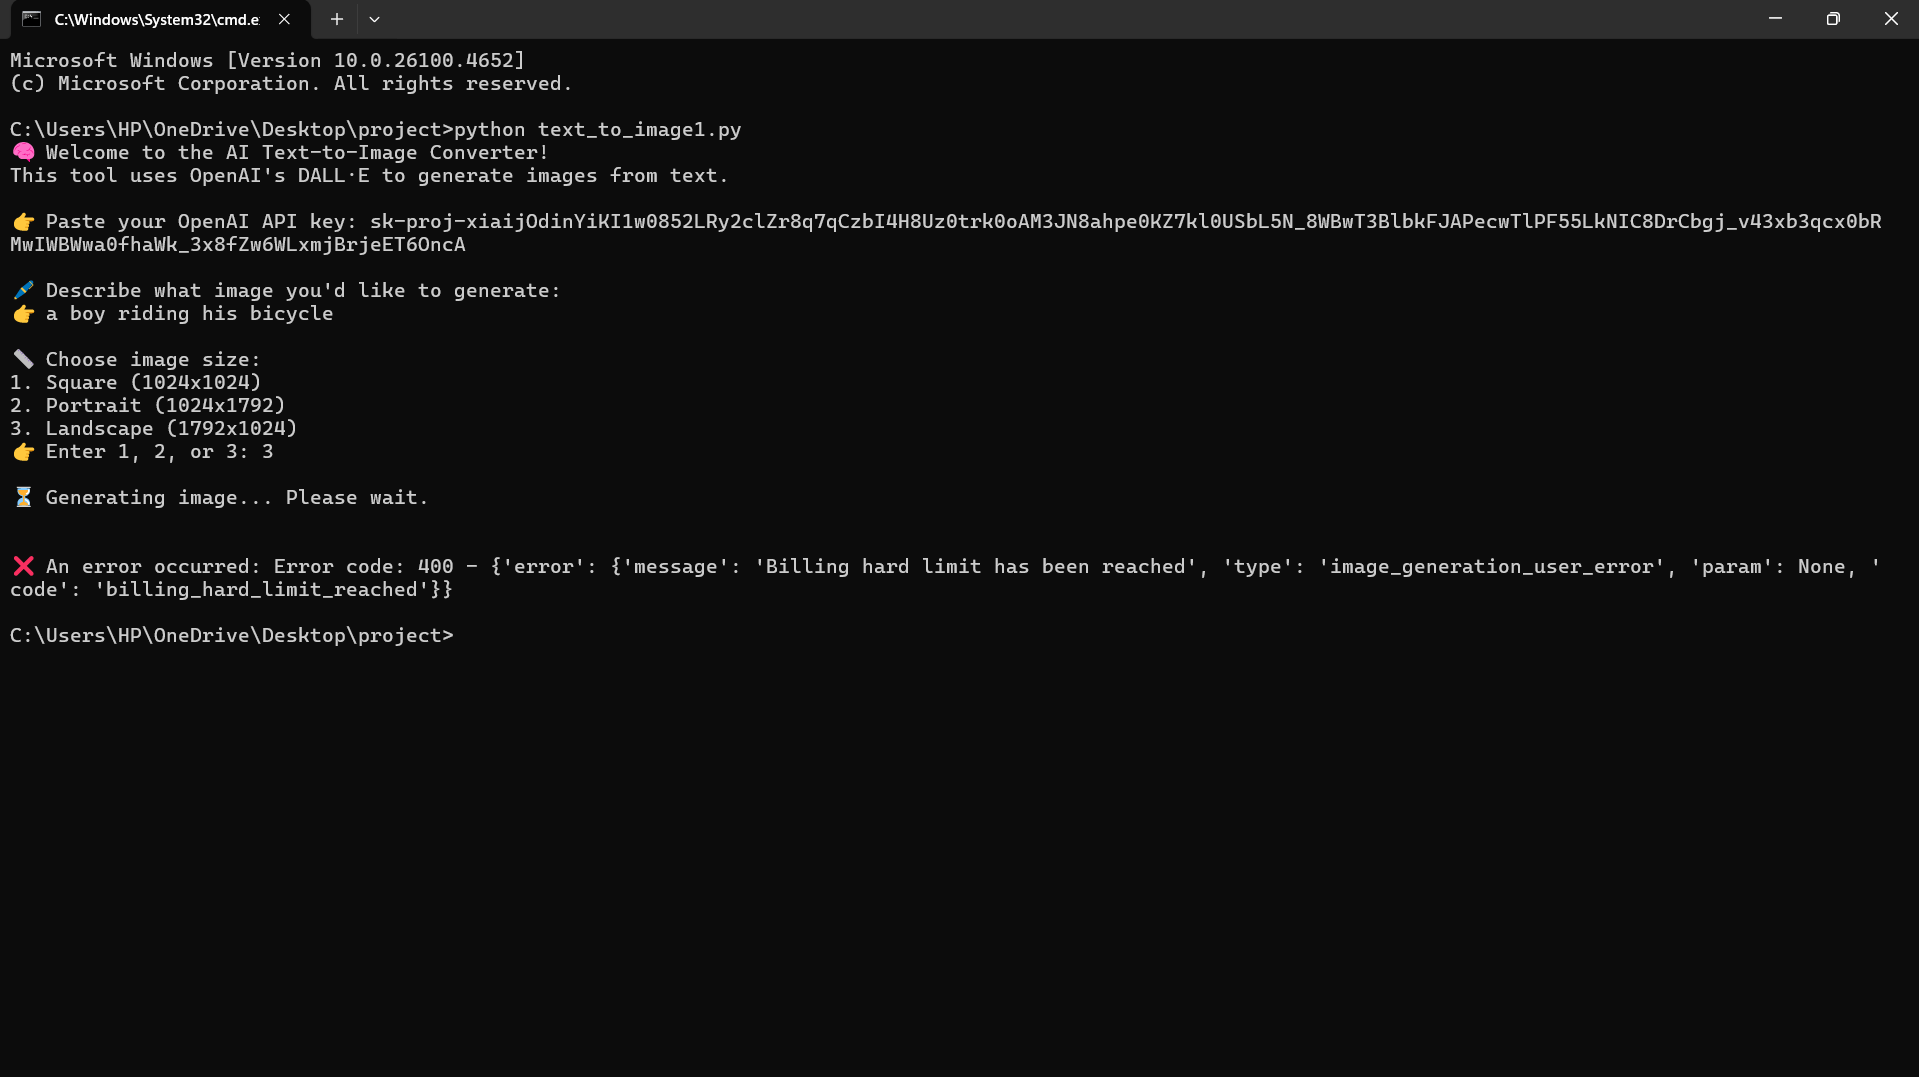 C:\Windows\System32\cmd.e
Microsoft Windows [Version 10.0.26100.4652]
(c) Microsoft Corporation. All rights reserved.
C:\Users\HP\OneDrive\Desktop\project>python text_to_image1.py
🧠 Welcome to the AI Text-to-Image Converter!
This tool uses OpenAI's DALL·E to generate images from text.
👉 Paste your OpenAI API key: [API key omitted]
🖌️ Describe what image you'd like to generate:
👉 a boy riding his bicycle
📏 Choose image size:
1. Square (1024x1024)
2. Portrait (1024x1792)
3. Landscape (1792x1024)
👉 Enter 1, 2, or 3: 3
⏳ Generating image... Please wait.
❌ An error occurred: Error code: 400 - {'error': {'message': 'Billing hard limit has been reached', 'type': 'image_generation_user_error', 'param': None, '
code': 'billing_hard_limit_reached'}}
C:\Users\HP\OneDrive\Desktop\project>